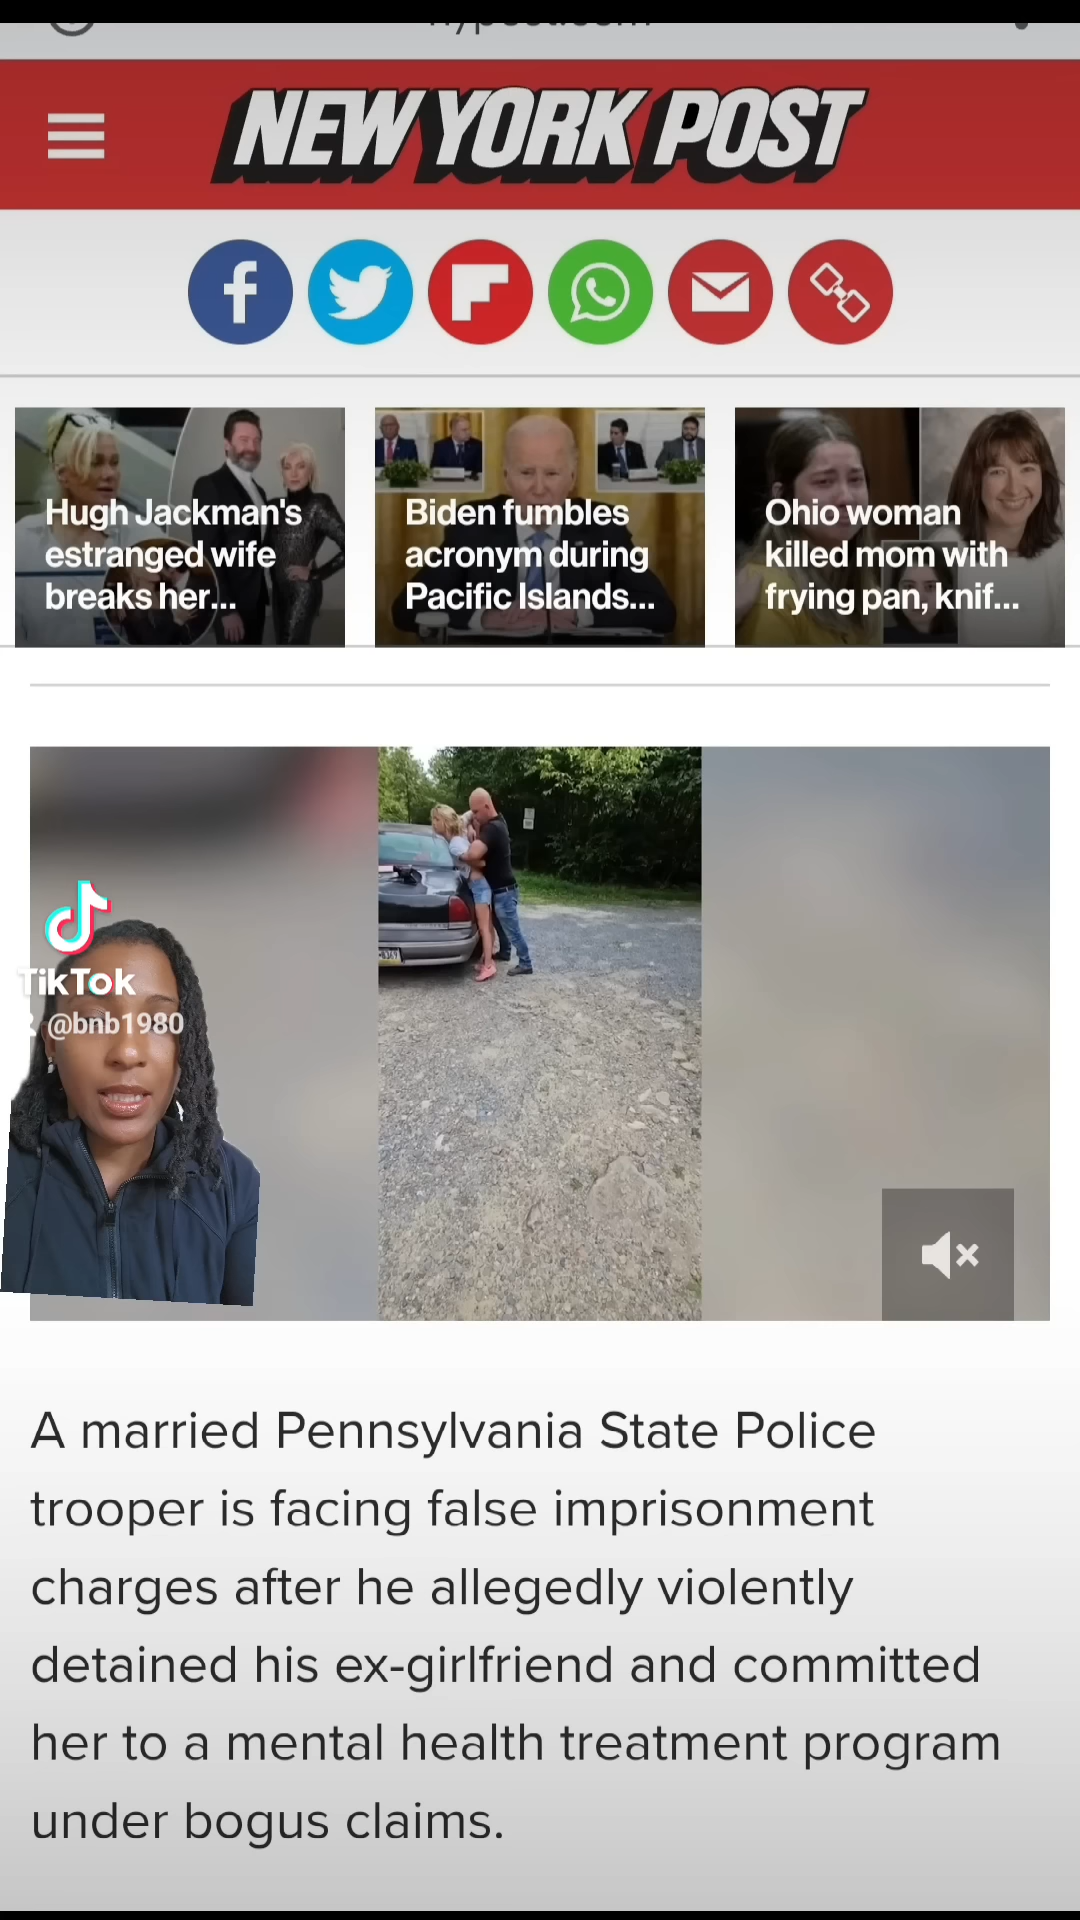 NEW YORK POST
Hugh Jackman's
estranged wife
breaks her...
Biden fumbles
acronym during
Pacific Islands...
Ohio woman
killed mom with
frying pan, knif...
TikTok
@bnb1980
A married Pennsylvania State Police
trooper is facing false imprisonment
charges after he allegedly violently
detained his ex-girlfriend and committed
her to a mental health treatment program
under bogus claims.